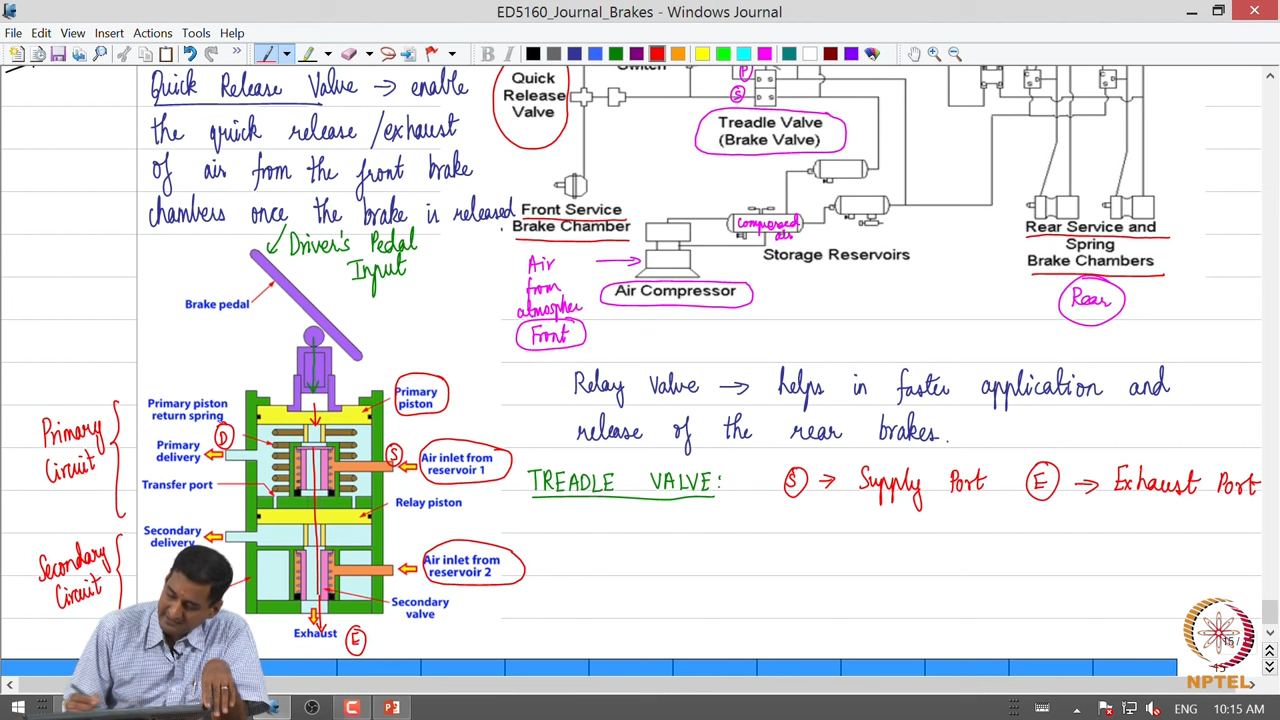 ED5160_Journal_Brakes - Windows Journal
File Edit View Insert Actions Tools Help
Quick Release Valve → enable
the quick release /exhaust
of air from the front brake
chambers once the brake is released
Driver's Pedal
Input
Brake pedal
Primary
piston
Primary piston
return spring
D
S
Primary
delivery
Air inlet from
reservoir 1
Transfer port
Relay piston
Secondary
delivery
Air inlet from
reservoir 2
Secondary
valve
Exhaust
E
Primary
Circuit
Secondary
Circuit
Switch
Quick
Release
Valve
P
S
Treadle Valve
(Brake Valve)
Front Service
Brake Chamber
Compressed
air
Storage Reservoirs
Rear Service and
Spring
Brake Chambers
Air
from
atmospher
Front
Air Compressor
Rear
Relay Valve → helps in faster application and
release of the rear brakes.
TREADLE VALVE: S → Supply Port E → Exhaust Port
NPTEL
ENG 10:15 AM